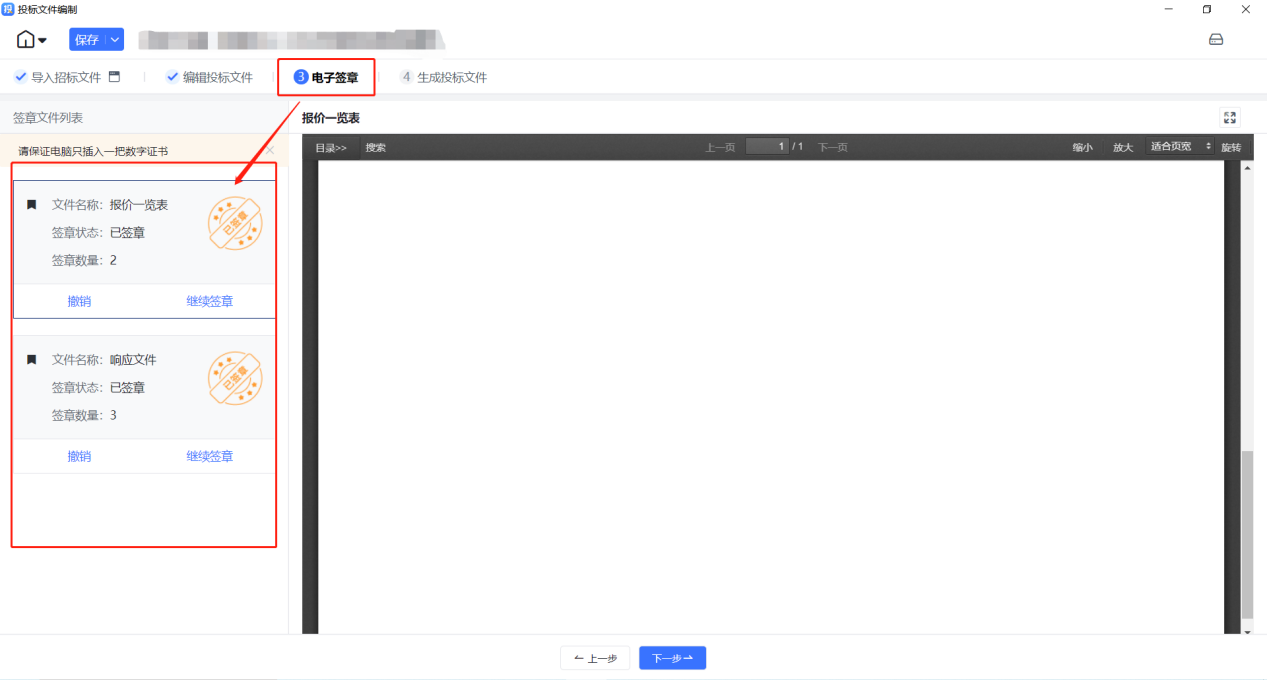 投标文件编制
保存
导入招标文件
编辑投标文件
3 电子签章
4 生成投标文件
签章文件列表
报价一览表
请保证电脑只插入一把数字证书
目录>> 搜索 上一页 1 / 1 下一页 缩小 放大 适合页宽 旋转
文件名称: 报价一览表
签章状态: 已签章
签章数量: 2
已签章
撤销 继续签章
文件名称: 响应文件
签章状态: 已签章
签章数量: 3
已签章
撤销 继续签章
上一步 下一步